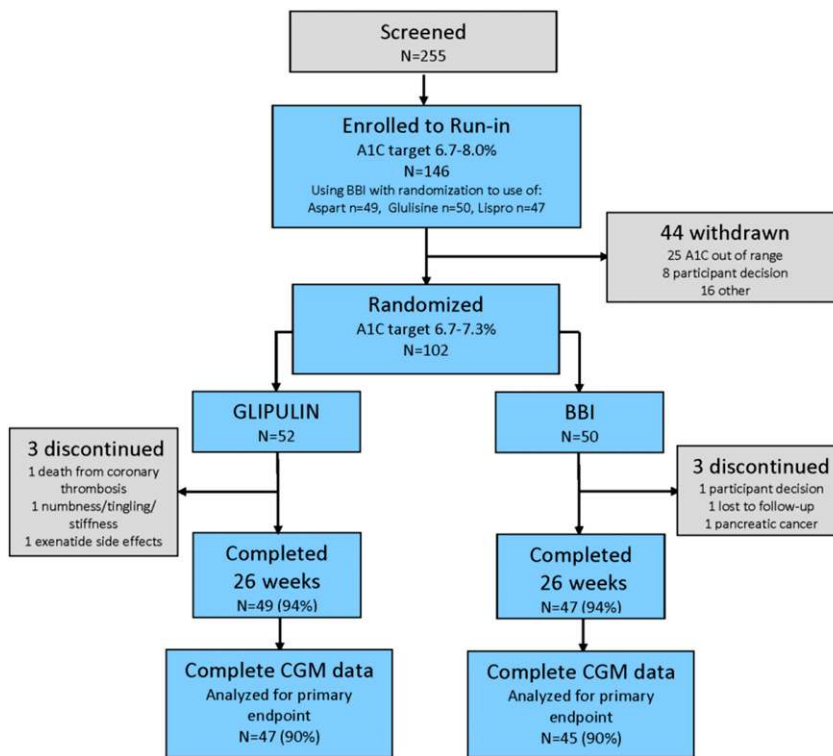 Screened
N=255
Enrolled to Run-in
A1C target 6.7-8.0%
N=146
Using BBI with randomization to use of:
Aspart n=49, Glulisine n=50, Lispro n=47
44 withdrawn
25 A1C out of range
8 participant decision
16 other
Randomized
A1C target 6.7-7.3%
N=102
GLIPULIN
N=52
BBI
N=50
3 discontinued
1 death from coronary
thrombosis
1 numbness/tingling/
stiffness
1 exenatide side effects
3 discontinued
1 participant decision
1 lost to follow-up
1 pancreatic cancer
Completed
26 weeks
N=49 (94%)
Completed
26 weeks
N=47 (94%)
Complete CGM data
Analyzed for primary
endpoint
N=47 (90%)
Complete CGM data
Analyzed for primary
endpoint
N=45 (90%)